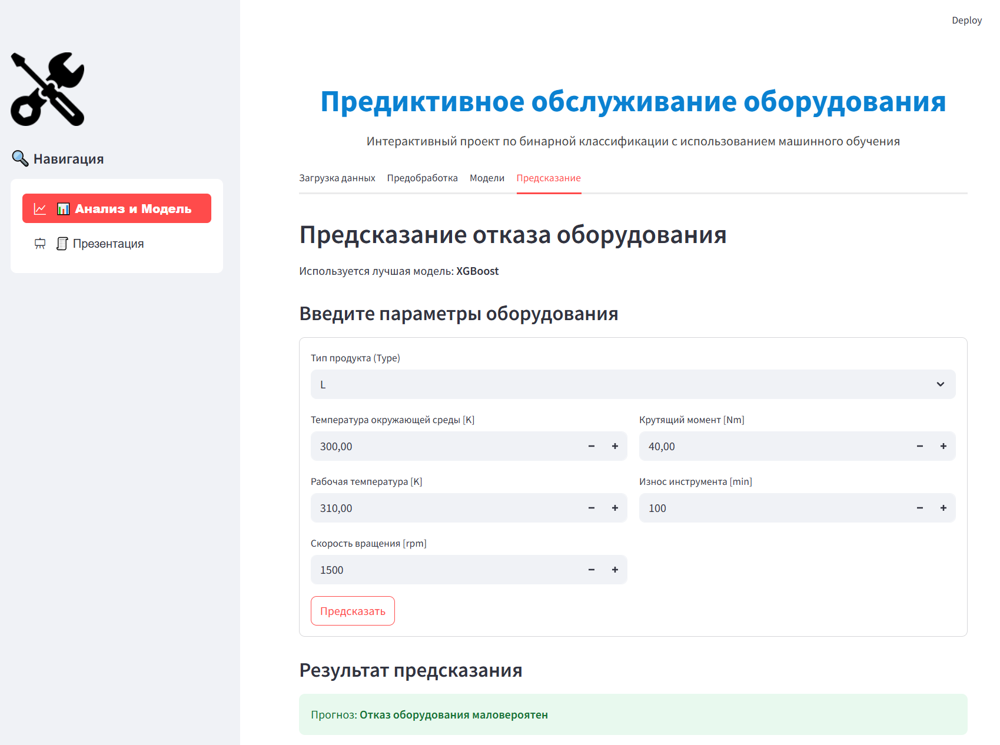 Deploy
Навигация
Анализ и Модель
Презентация
Предиктивное обслуживание оборудования
Интерактивный проект по бинарной классификации с использованием машинного обучения
Загрузка данных Предобработка Модели Предсказание
Предсказание отказа оборудования
Используется лучшая модель: XGBoost
Введите параметры оборудования
Тип продукта (Type)
L
Температура окружающей среды [K]
300,00
Крутящий момент [Nm]
40,00
Рабочая температура [K]
310,00
Износ инструмента [min]
100
Скорость вращения [rpm]
1500
Предсказать
Результат предсказания
Прогноз: Отказ оборудования маловероятен